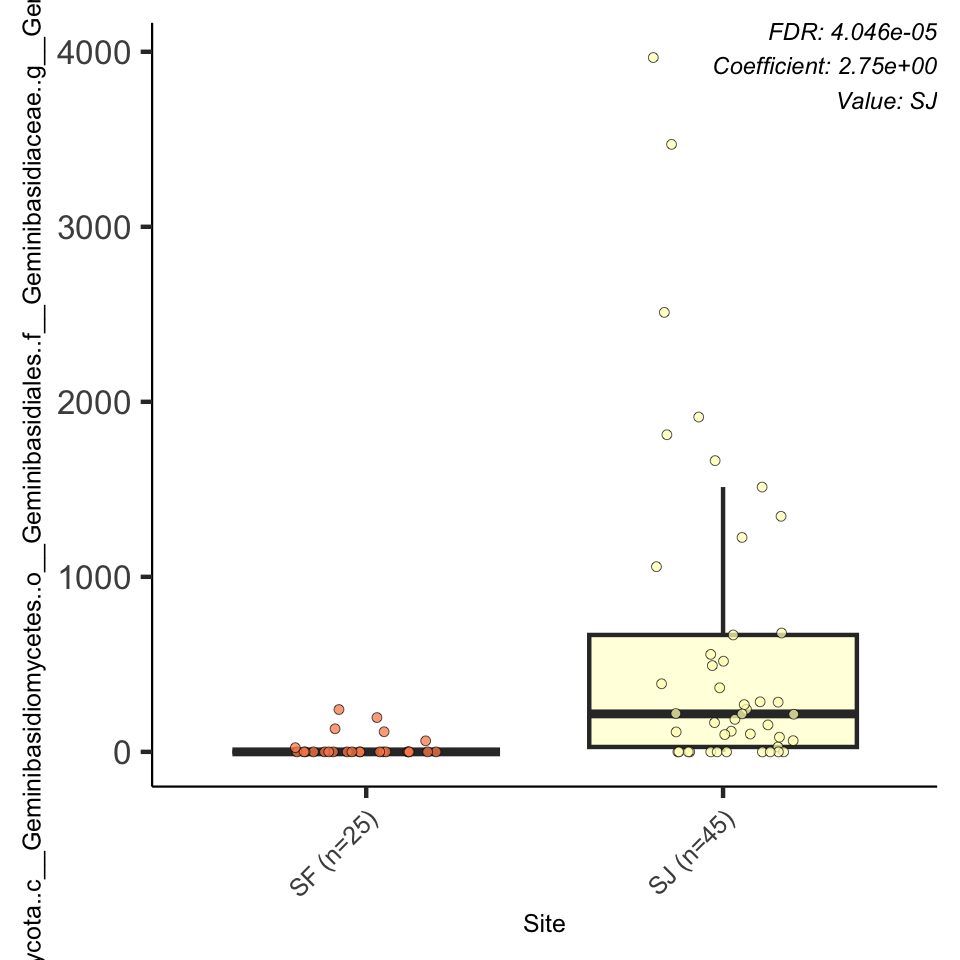 FDR: 4.046e-05
Coefficient: 2.75e+00
Value: SJ
4000
3000
2000
1000
0
ycota..c__Geminibasidiomycetes..o__Geminibasidiales..f__Geminibasidiaceae..g__Ger
SF (n=25)
SJ (n=45)
Site